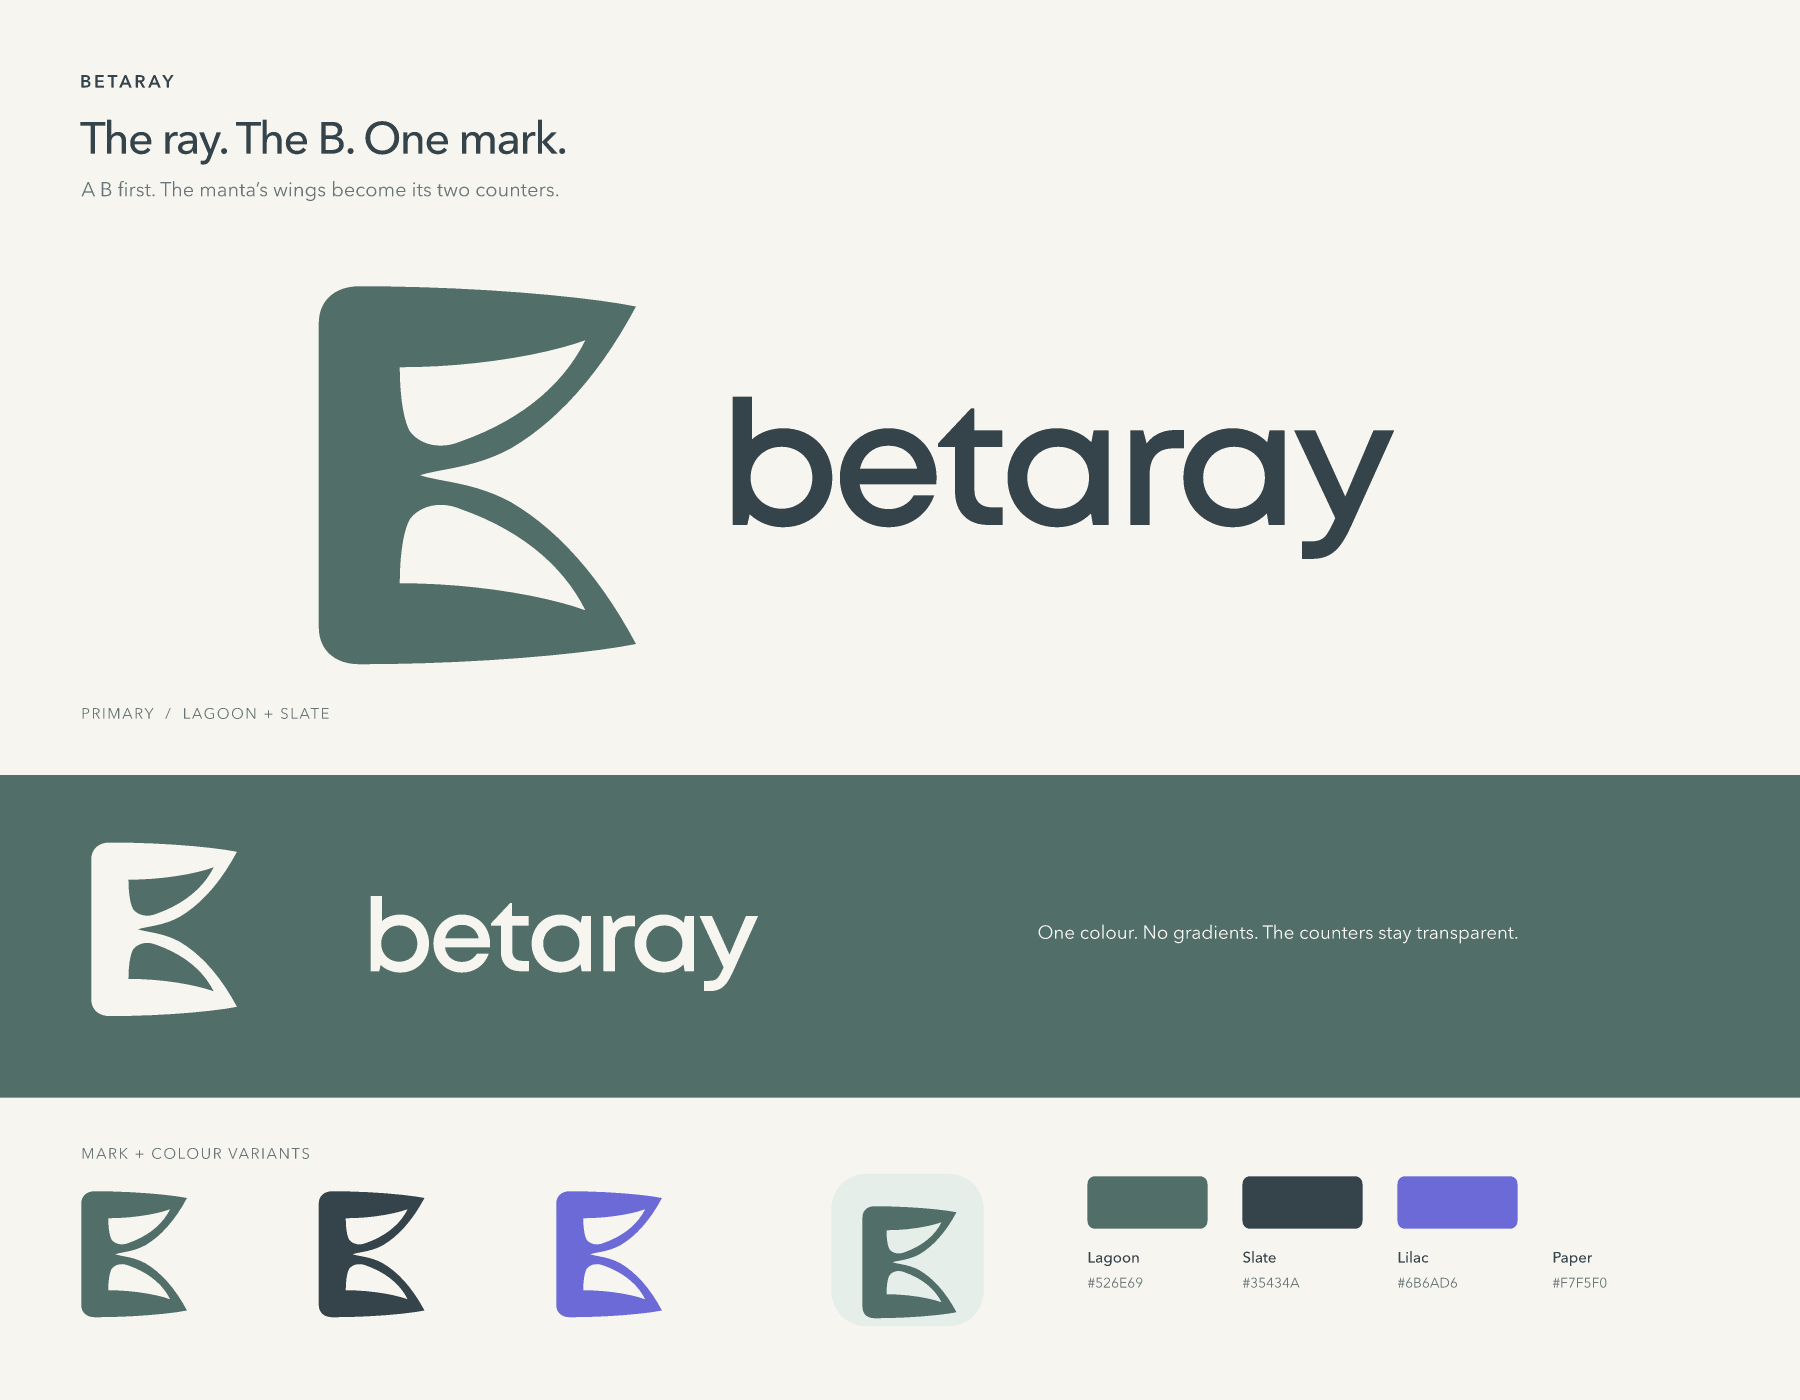 BETARAY
The ray. The B. One mark.
A B first. The manta’s wings become its two counters.
betaray
PRIMARY / LAGOON + SLATE
betaray
One colour. No gradients. The counters stay transparent.
MARK + COLOUR VARIANTS
Lagoon
#526E69
Slate
#35434A
Lilac
#6B6AD6
Paper
#F7F5F0